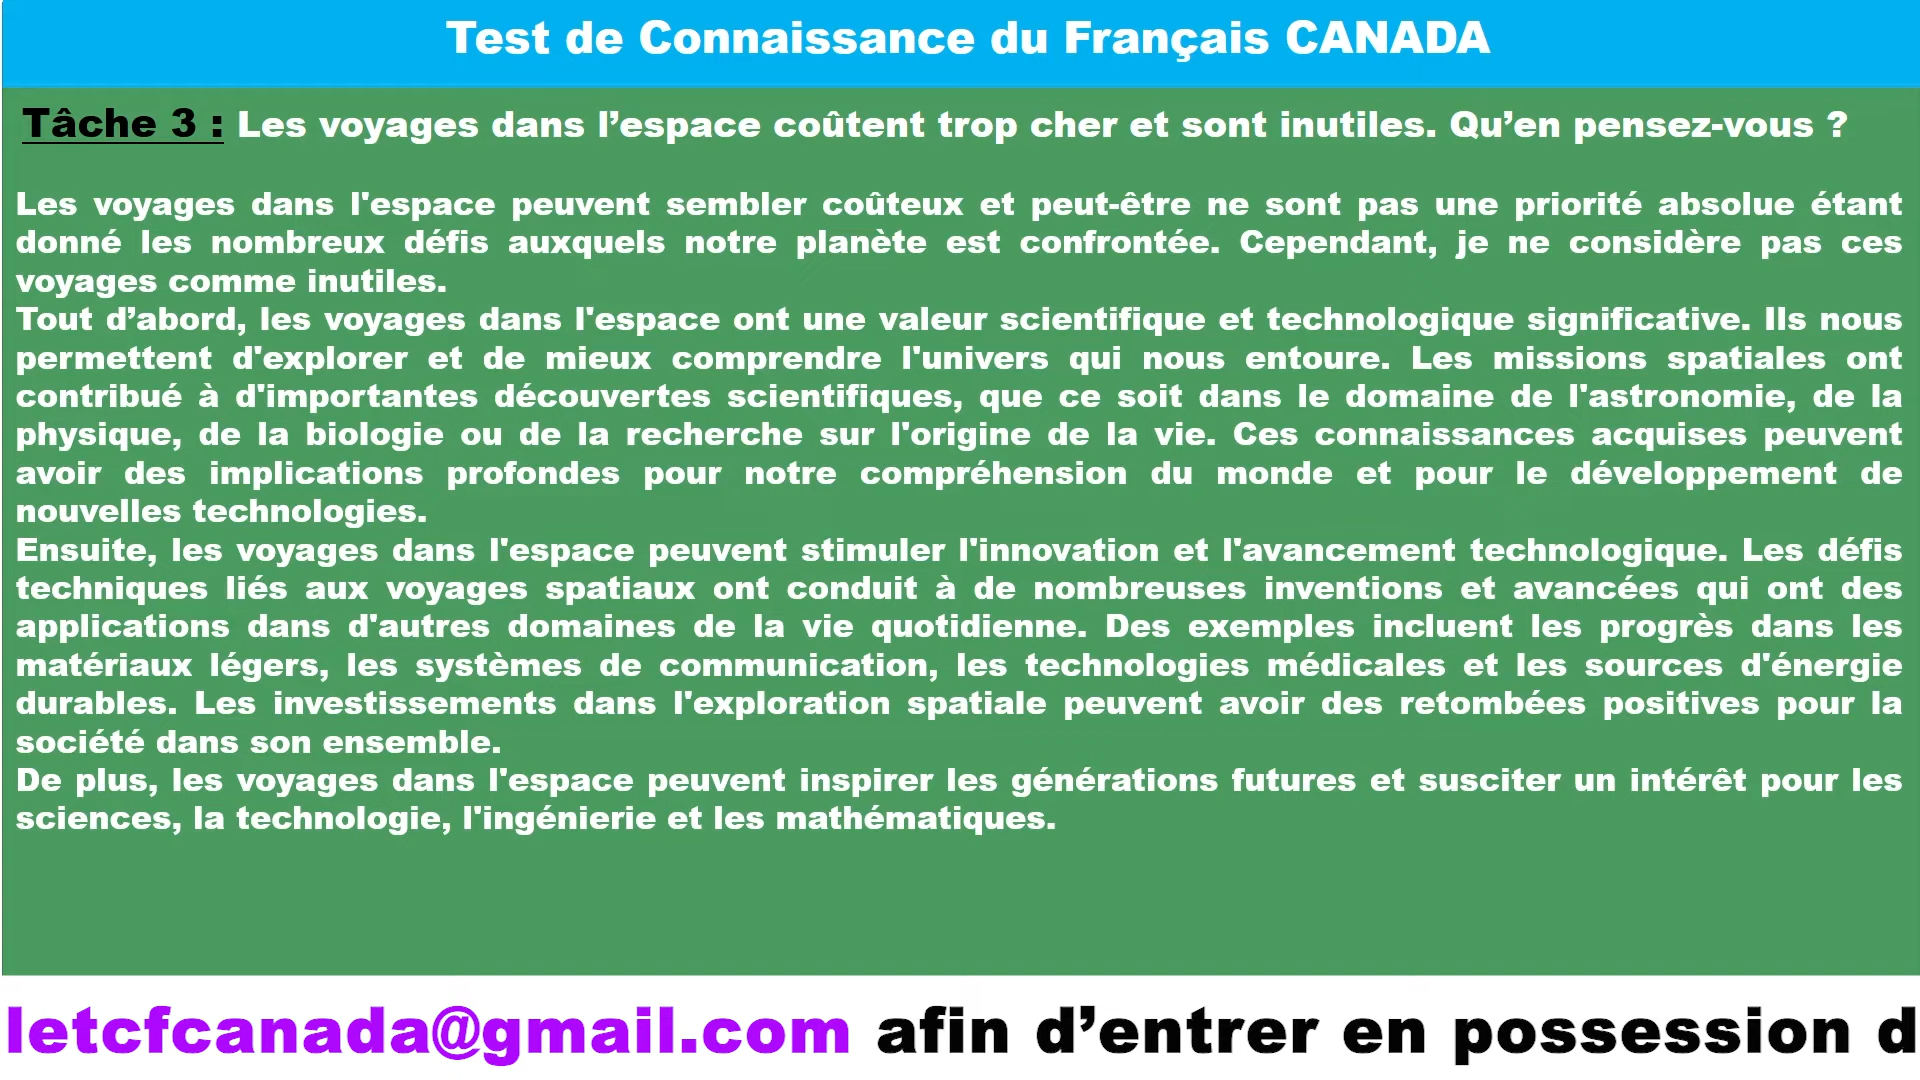 Test de Connaissance du Français CANADA
Tâche 3 : Les voyages dans l’espace coûtent trop cher et sont inutiles. Qu’en pensez-vous ?
Les voyages dans l'espace peuvent sembler coûteux et peut-être ne sont pas une priorité absolue étant
donné les nombreux défis auxquels notre planète est confrontée. Cependant, je ne considère pas ces
voyages comme inutiles.
Tout d’abord, les voyages dans l'espace ont une valeur scientifique et technologique significative. Ils nous
permettent d'explorer et de mieux comprendre l'univers qui nous entoure. Les missions spatiales ont
contribué à d'importantes découvertes scientifiques, que ce soit dans le domaine de l'astronomie, de la
physique, de la biologie ou de la recherche sur l'origine de la vie. Ces connaissances acquises peuvent
avoir des implications profondes pour notre compréhension du monde et pour le développement de
nouvelles technologies.
Ensuite, les voyages dans l'espace peuvent stimuler l'innovation et l'avancement technologique. Les défis
techniques liés aux voyages spatiaux ont conduit à de nombreuses inventions et avancées qui ont des
applications dans d'autres domaines de la vie quotidienne. Des exemples incluent les progrès dans les
matériaux légers, les systèmes de communication, les technologies médicales et les sources d'énergie
durables. Les investissements dans l'exploration spatiale peuvent avoir des retombées positives pour la
société dans son ensemble.
De plus, les voyages dans l'espace peuvent inspirer les générations futures et susciter un intérêt pour les
sciences, la technologie, l'ingénierie et les mathématiques.
letcfcanada@gmail.com afin d’entrer en possession d